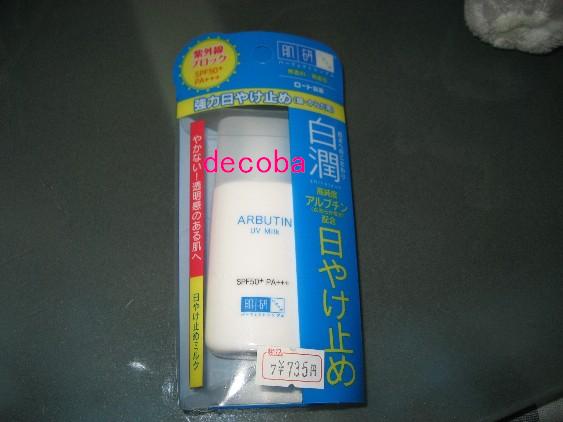 紫外線
ブロック
SPF50+
PA+++
肌研
ロート製薬
強力日やけ止め
白潤
高純度
アルブチン
配合
日やけ止め
やかない!透明感のある肌へ
日やけ止めミルク
decoba
ARBUTIN
UV Milk
SPF50+ PA+++
肌研
税込
735円